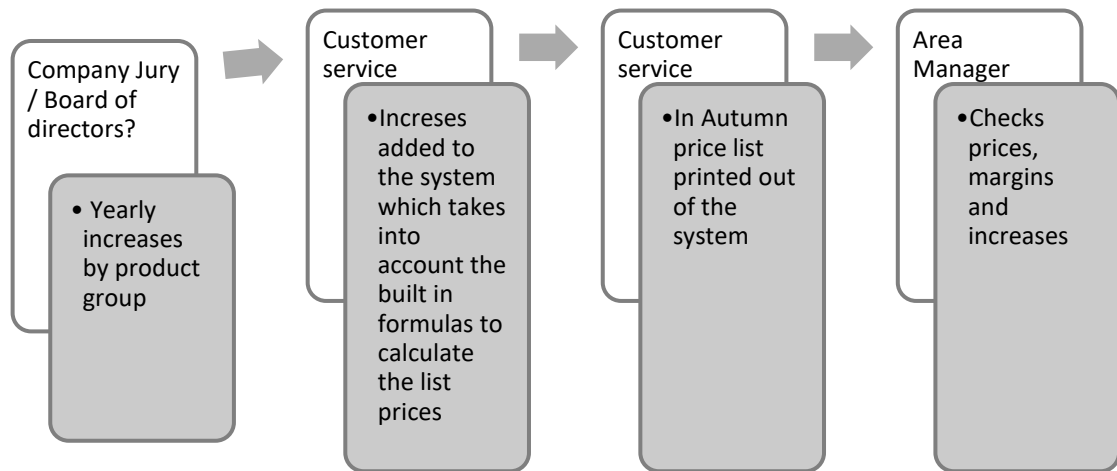 Company Jury
/ Board of
directors?
• Yearly
increases
by product
group
Customer
service
•Increses
added to
the system
which takes
into
account the
built in
formulas to
calculate
the list
prices
Customer
service
•In Autumn
price list
printed out
of the
system
Area
Manager
•Checks
prices,
margins
and
increases